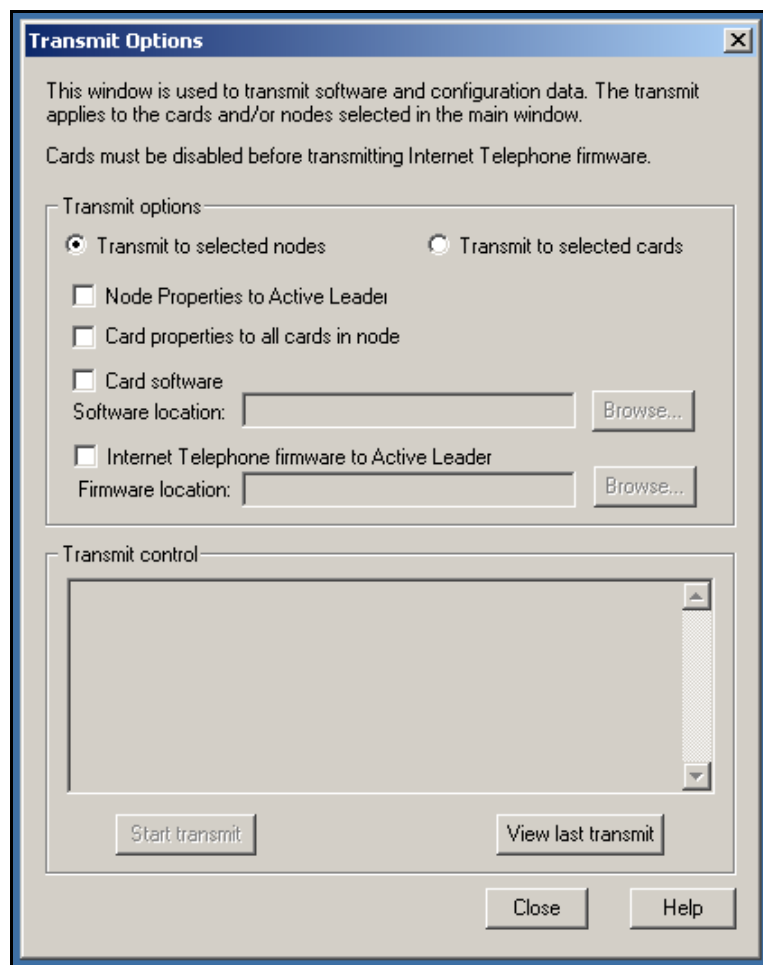 Transmit Options
This window is used to transmit software and configuration data. The transmit
applies to the cards and/or nodes selected in the main window.
Cards must be disabled before transmitting Internet Telephone firmware.
Transmit options
Transmit to selected nodes
Transmit to selected cards
Node Properties to Active Leader
Card properties to all cards in node
Card software
Software location:
Browse...
Internet Telephone firmware to Active Leader
Firmware location:
Browse...
Transmit control
Start transmit
View last transmit
Close
Help